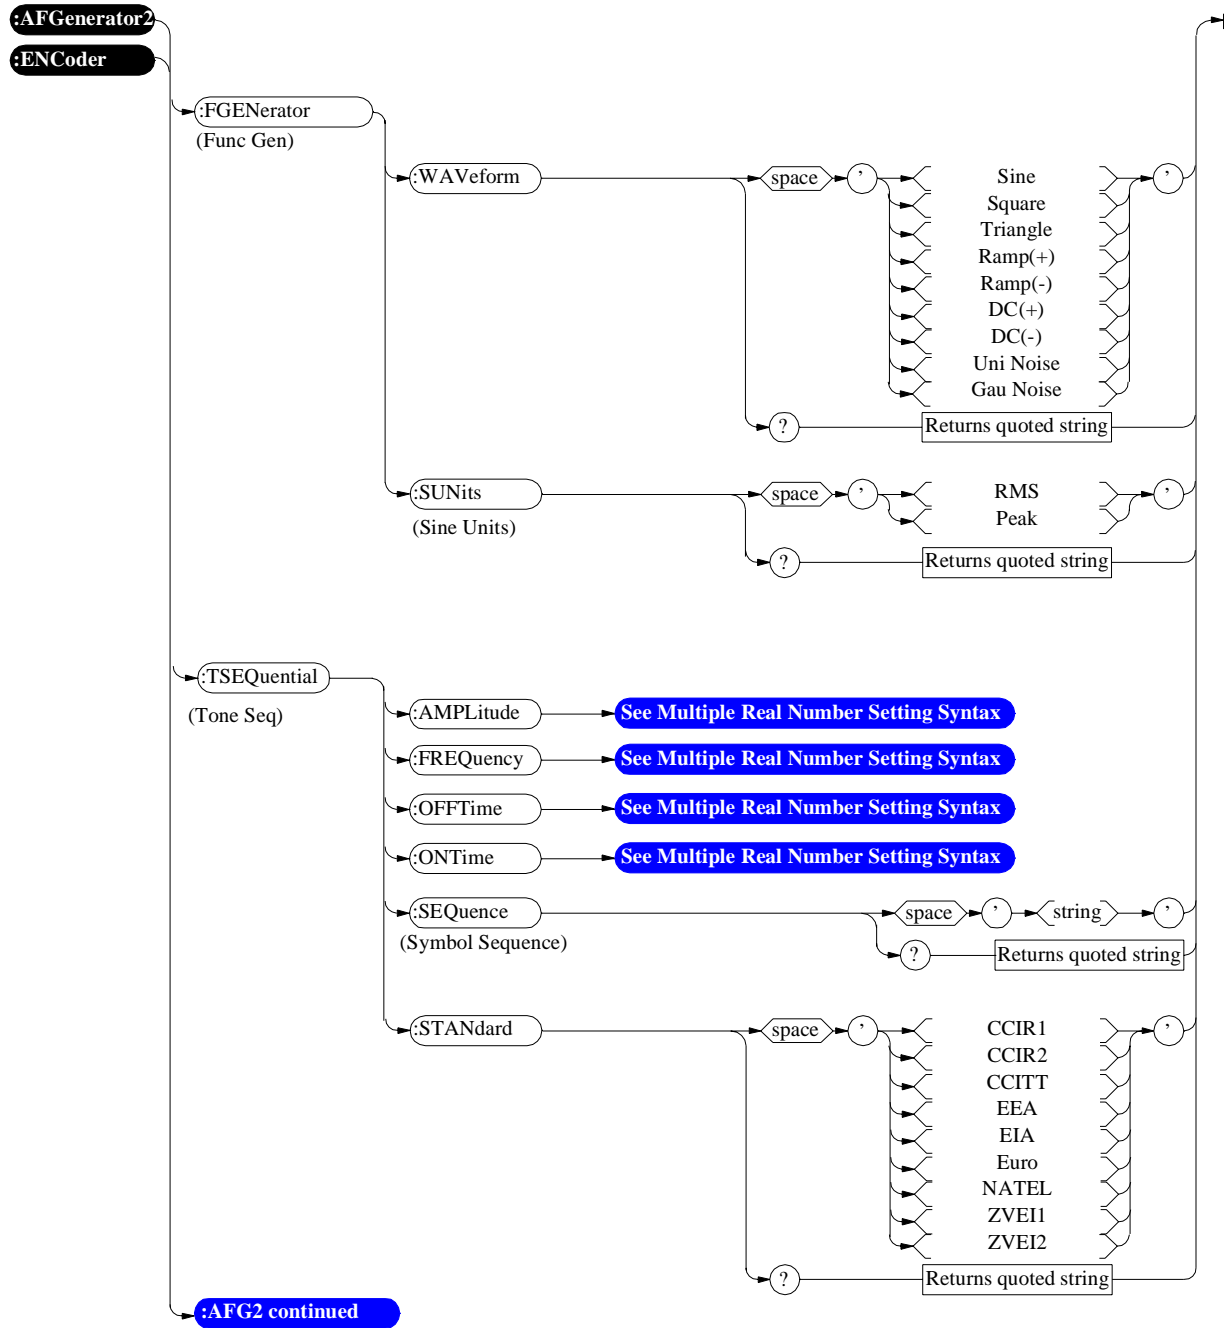 :AFGenerator2
:ENCoder
:FGENerator
(Func Gen)
:WAVeform
space
'
Sine
'
Square
Triangle
Ramp(+)
Ramp(-)
DC(+)
DC(-)
Uni Noise
Gau Noise
?
Returns quoted string
:SUNits
(Sine Units)
space
'
RMS
'
Peak
?
Returns quoted string
:TSEQuential
(Tone Seq)
:AMPLitude
See Multiple Real Number Setting Syntax
:FREQuency
See Multiple Real Number Setting Syntax
:OFFTime
See Multiple Real Number Setting Syntax
:ONTime
See Multiple Real Number Setting Syntax
:SEQuence
(Symbol Sequence)
space
'
string
'
?
Returns quoted string
:STANdard
space
'
CCIR1
'
CCIR2
CCITT
EEA
EIA
Euro
NATEL
ZVEI1
ZVEI2
?
Returns quoted string
:AFG2 continued